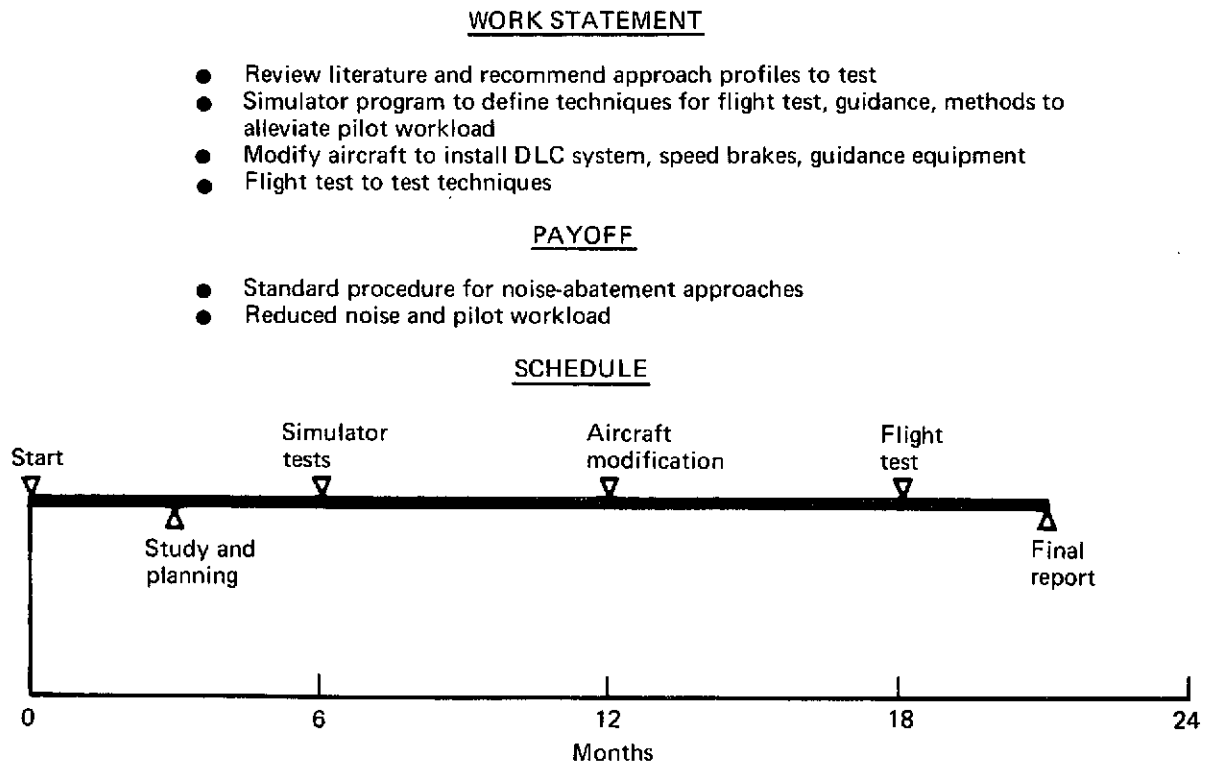 WORK STATEMENT
● Review literature and recommend approach profiles to test
● Simulator program to define techniques for flight test, guidance, methods to
alleviate pilot workload
● Modify aircraft to install DLC system, speed brakes, guidance equipment
● Flight test to test techniques
PAYOFF
● Standard procedure for noise-abatement approaches
● Reduced noise and pilot workload
SCHEDULE
Start
Simulator
tests
Aircraft
modification
Flight
test
Study and
planning
Final
report
0 6 12 18 24
Months